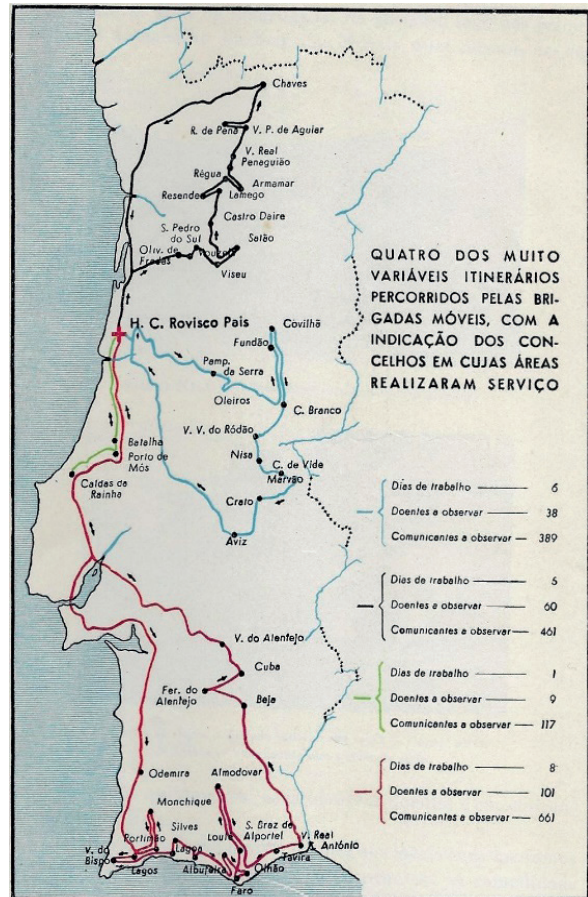 Chaves
R. de Pena
V. P. de Aguiar
V. Real
Penaguião
Régua
Armamar
Resende
Lamego
Castro Daire
S. Pedro
do Sul
Satão
Oliv. de
Frades
Vouzela
Viseu
QUATRO DOS MUITO
VARIÁVEIS ITINERÁRIOS
PERCORRIDOS PELAS BRI-
GADAS MÓVEIS, COM A
INDICAÇÃO DOS CON-
CELHOS EM CUJAS ÁREAS
REALIZARAM SERVIÇO
H. C. Rovisco Pais
Covilhã
Fundão
Pamp.
da Serra
Oleiros
C. Branco
V. V. do Ródão
Nisa
C. de Vide
Marvão
Crato
Aviz
Batalha
Porto de
Mós
Caldas da
Rainha
Dias de trabalho — 6
Doentes a observar — 38
Comunicantes a observar — 389
Dias de trabalho — 5
Doentes a observar — 60
Comunicantes a observar — 461
Dias de trabalho — 1
Doentes a observar — 9
Comunicantes a observar — 117
Dias de trabalho — 8
Doentes a observar — 101
Comunicantes a observar — 661
V. do Alentejo
Cuba
Fer. do
Alentejo
Beja
Odemira
Almodovar
Monchique
Silves
S. Braz de
Alportel
Portimão
Loulé
V. Real
S. António
V. do
Bispo
Lagoa
Lagos
Albufeira
Olhão
Tavira
Faro